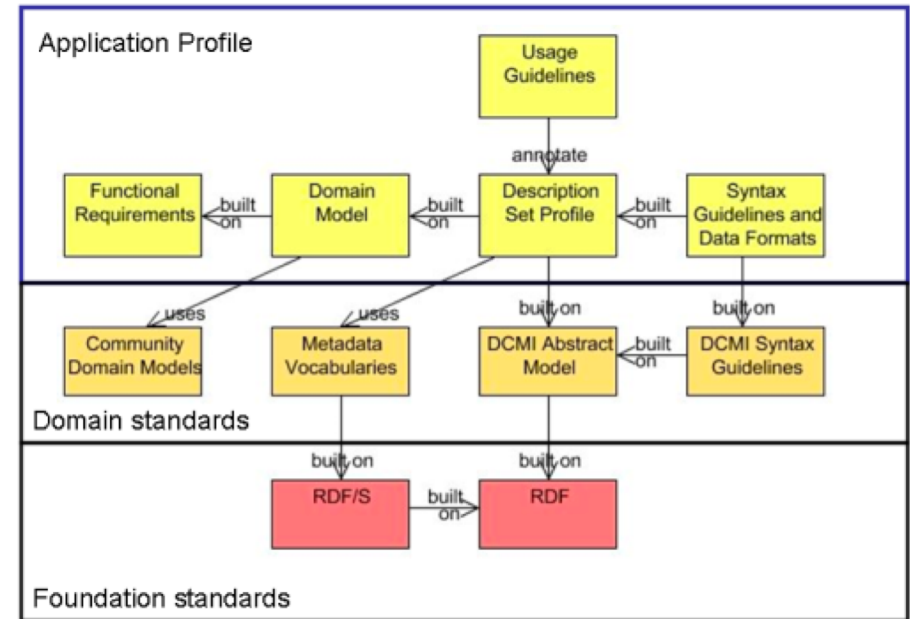 Application Profile
Usage
Guidelines
annotate
Functional
Requirements
built
on
Domain
Model
built
on
Description
Set Profile
built
on
Syntax
Guidelines and
Data Formats
uses
uses
built on
built on
Community
Domain Models
Metadata
Vocabularies
DCMI Abstract
Model
built
on
DCMI Syntax
Guidelines
Domain standards
built on
built on
RDF/S
built
on
RDF
Foundation standards